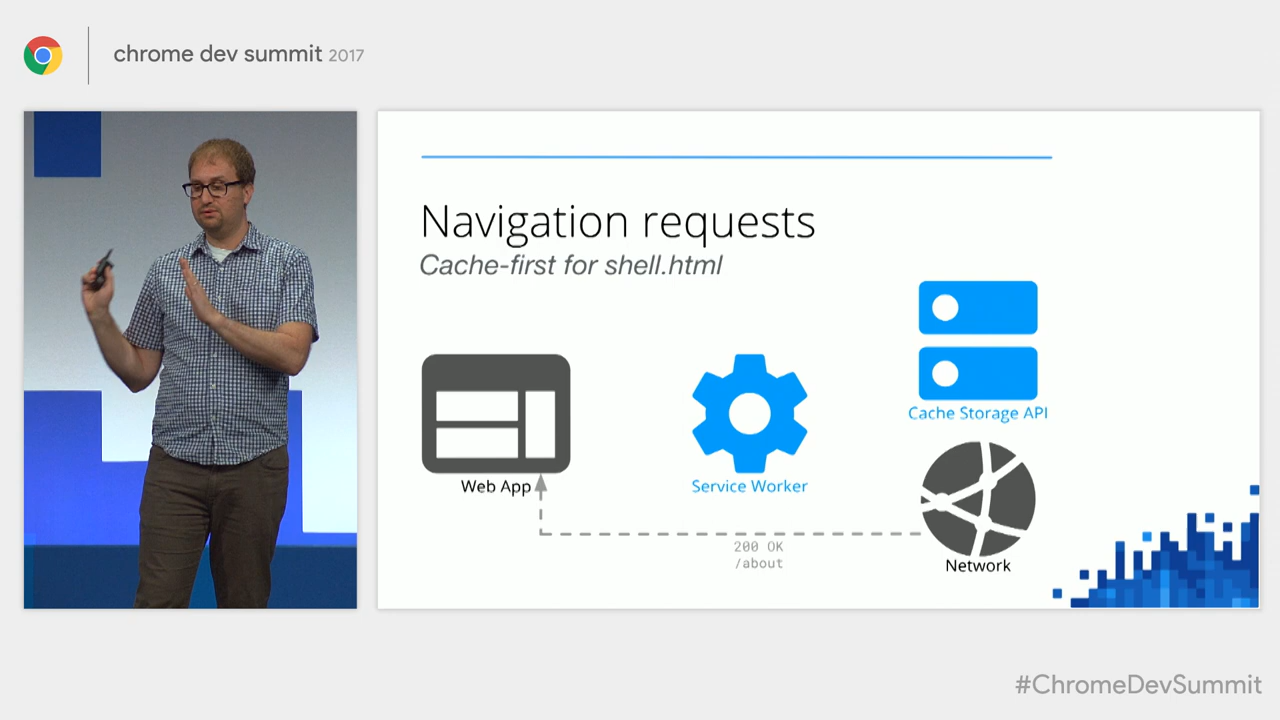 chrome dev summit 2017
Navigation requests
Cache-first for shell.html
Cache Storage API
Web App
Service Worker
200 OK
/about
Network
#ChromeDevSummit